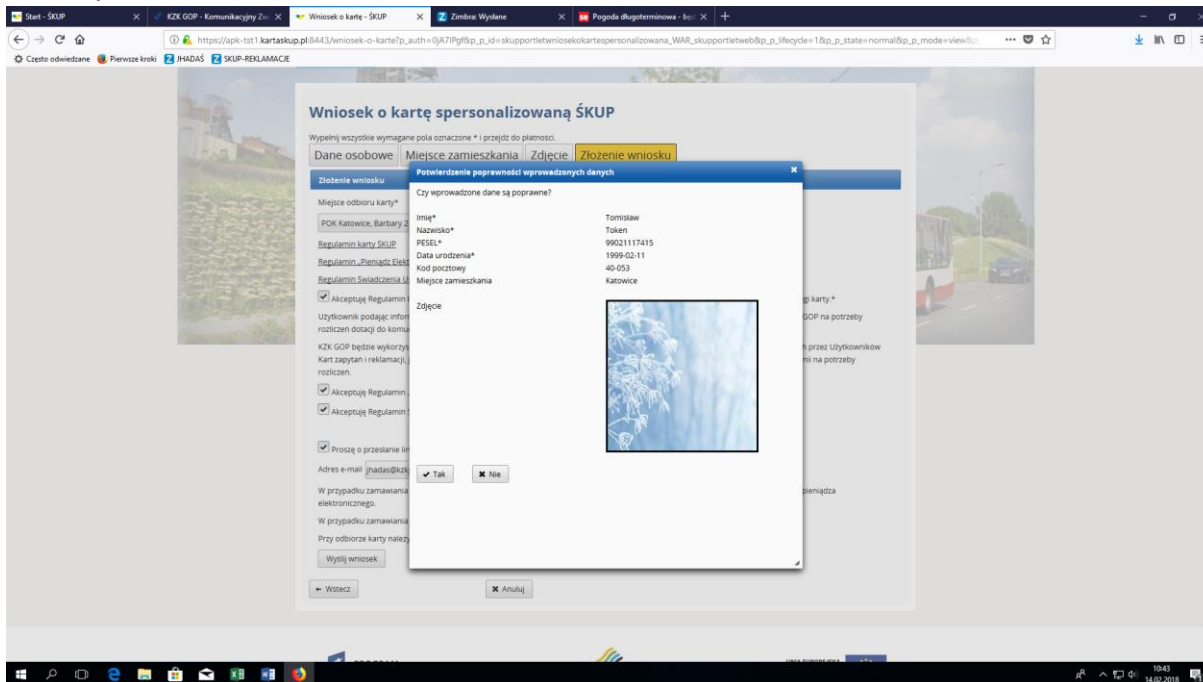 Start - ŚKUP
KZK GOP - Komunikacyjny Zwi
Wniosek o kartę - ŚKUP
Zimbra: Wysłane
Pogoda długoterminowa - będ
https://apk-tst1.kartaskup.pl:8443/wniosek-o-karte?p_auth=0jA7iPgf&p_p_id=skupportletwniosekokartespersonalizowana_WAR_skupportletweb&p_p_lifecycle=1&p_p_state=normal&p_p_mode=view&
Często odwiedzane
Pierwsze kroki
JHADAŚ
SKUP-REKLAMACJE
Wniosek o kartę spersonalizowaną ŚKUP
Wypełnij wszystkie wymagane pola oznaczone * i przejdź do płatności.
Dane osobowe Miejsce zamieszkania Zdjęcie Złożenie wniosku
Złożenie wniosku
Miejsce odbioru karty*
POK Katowice, Barbary 2
Regulamin karty ŚKUP
Regulamin „Pieniądz Elekt
Regulamin Świadczenia U
Akceptuję Regulamin
gi karty.*
Użytkownik podając infor
GOP na potrzeby
rozliczen dotacji do komu
KZK GOP będzie wykorzys
h przez Użytkowników
Kart zapytan i reklamacji,
nii na potrzeby
rozliczen.
Akceptuję Regulamin
Akceptuję Regulamin
Proszę o przesłanie lin
Adres e-mail jhadas@kzk
W przypadku zamawiania
pieniądza
elektronicznego.
W przypadku zamawiania
Przy odbiorze karty należy
Wyślij wniosek
Wstecz
Anuluj
Potwierdzenie poprawności wprowadzonych danych
Czy wprowadzone dane są poprawne?
Imię* Tomisław
Nazwisko* Token
PESEL* 99021117415
Data urodzenia* 1999-02-11
Kod pocztowy 40-053
Miejsce zamieszkania Katowice
Zdjęcie
Tak
Nie
10:43
14.02.2018